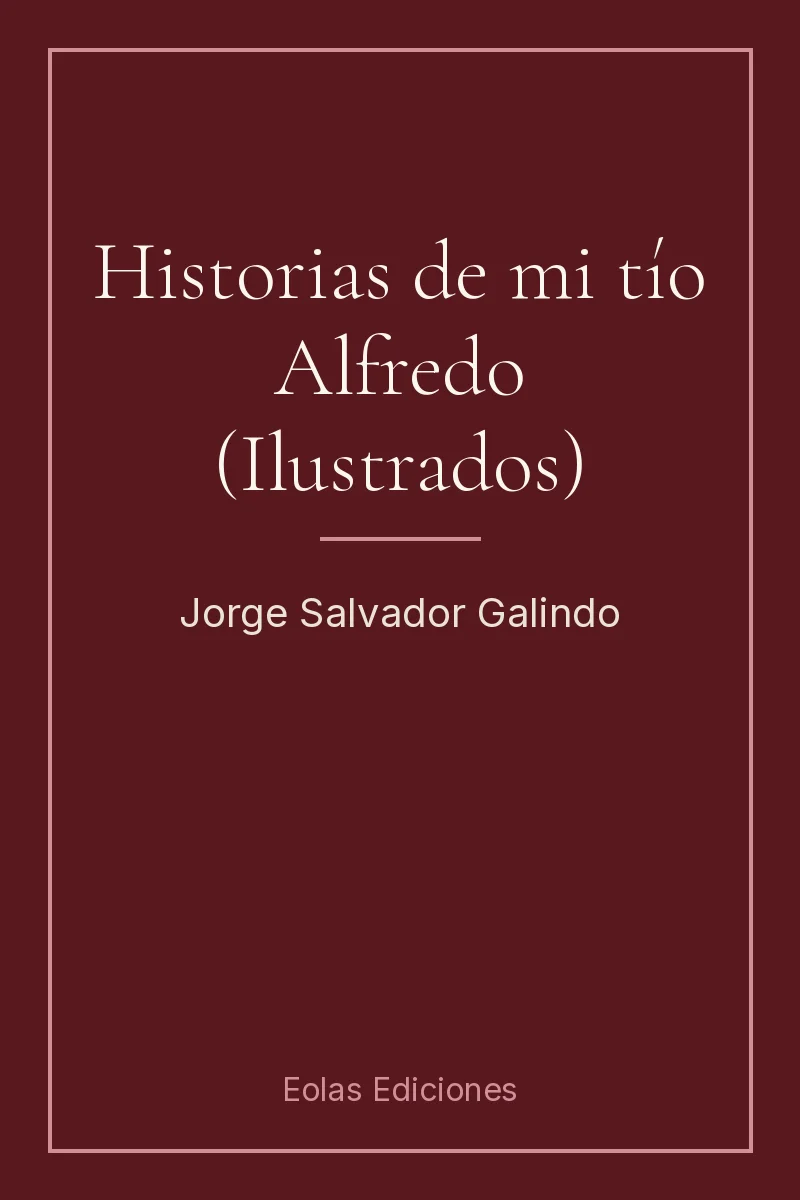 Historias de mi tío
Alfredo
(Ilustrados)
Jorge Salvador Galindo
Eolas Ediciones